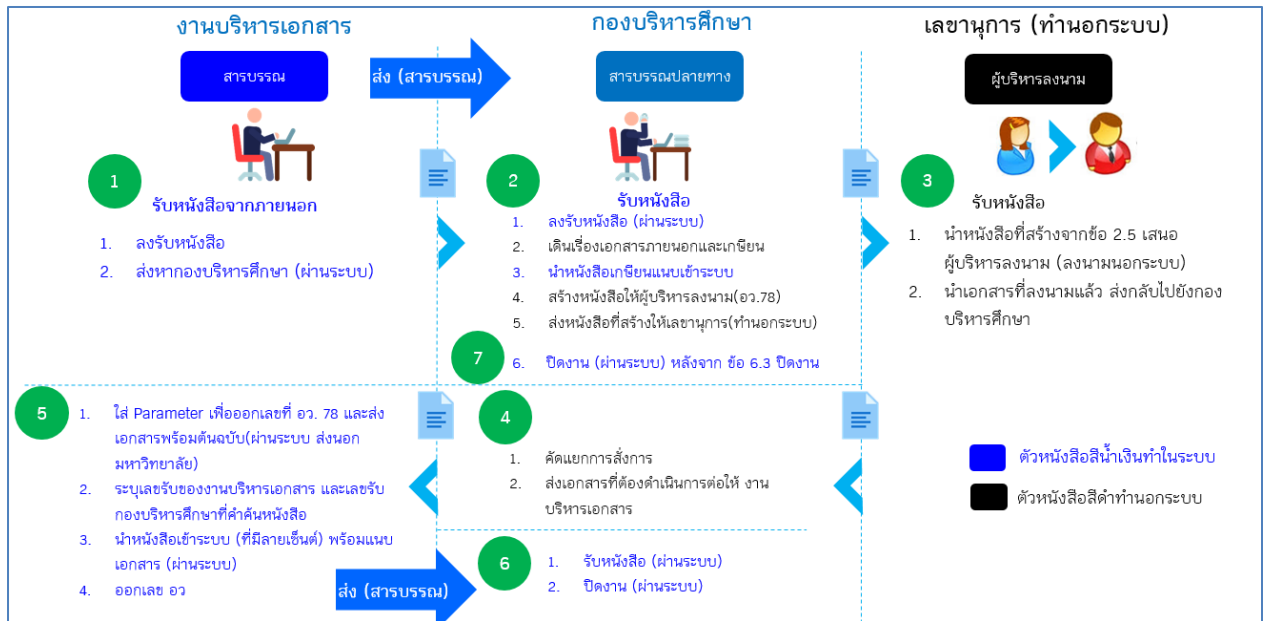 งานบริหารเอกสาร
กองบริหารศึกษา
เลขานุการ (ทำนอกระบบ)
สารบรรณ
ส่ง (สารบรรณ)
สารบรรณปลายทาง
ผู้บริหารลงนาม
1
รับหนังสือจากภายนอก
1. ลงรับหนังสือ
2. ส่งหากองบริหารศึกษา (ผ่านระบบ)
2
รับหนังสือ
1. ลงรับหนังสือ (ผ่านระบบ)
2. เดินเรื่องเอกสารภายนอกและเกษียน
3. นำหนังสือเกษียนแนบเข้าระบบ
4. สร้างหนังสือให้ผู้บริหารลงนาม(อว.78)
5. ส่งหนังสือที่สร้างให้เลขานุการ(ทำนอกระบบ)
7
6. ปิดงาน (ผ่านระบบ) หลังจาก ข้อ 6.3 ปิดงาน
3
รับหนังสือ
1. นำหนังสือที่สร้างจากข้อ 2.5 เสนอ
ผู้บริหารลงนาม (ลงนามนอกระบบ)
2. นำเอกสารที่ลงนามแล้ว ส่งกลับไปยังกอง
บริหารศึกษา
5
1. ใส่ Parameter เพื่อออกเลขที่ อว. 78 และส่ง
เอกสารพร้อมต้นฉบับ(ผ่านระบบ ส่งนอก
มหาวิทยาลัย)
2. ระบุเลขรับของงานบริหารเอกสาร และเลขรับ
กองบริหารศึกษาที่คำค้นหนังสือ
3. นำหนังสือเข้าระบบ (ที่มีลายเซ็นต์) พร้อมแนบ
เอกสาร (ผ่านระบบ)
4. ออกเลข อว
ส่ง (สารบรรณ)
4
1. คัดแยกการสั่งการ
2. ส่งเอกสารที่ต้องดำเนินการต่อให้ งาน
บริหารเอกสาร
6
1. รับหนังสือ (ผ่านระบบ)
2. ปิดงาน (ผ่านระบบ)
ตัวหนังสือสีน้ำเงินทำในระบบ
ตัวหนังสือสีดำทำนอกระบบ